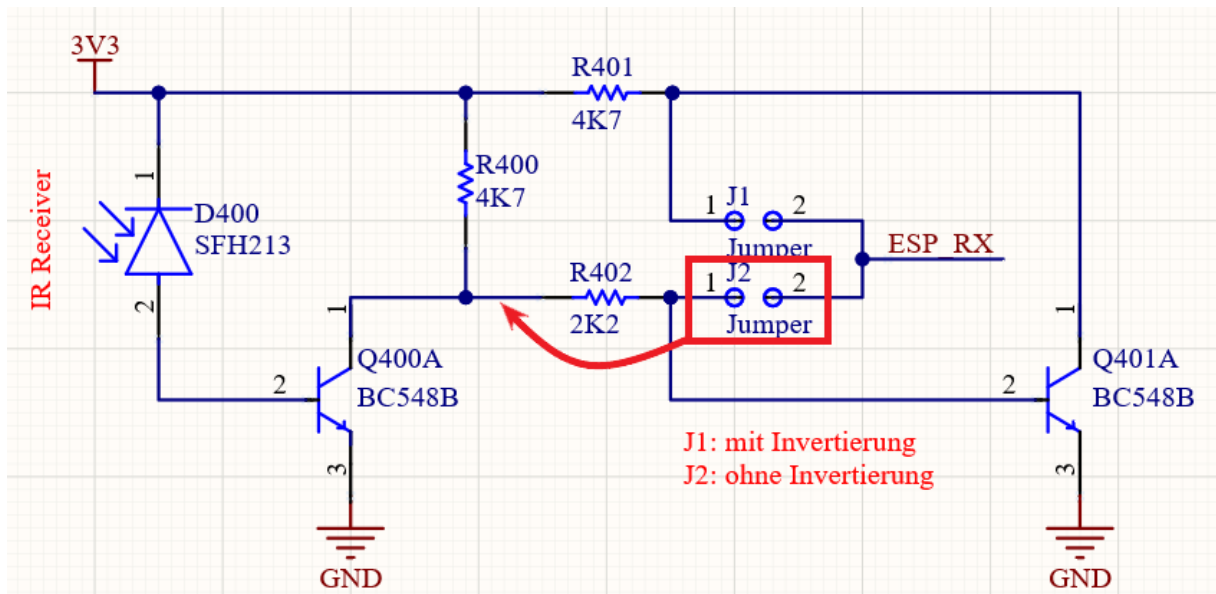 3V3
R401
4K7
R400
4K7
1
D400
SFH213
IR Receiver
2
1
J1
2
Jumper
ESP_RX
R402
2K2
1
J2
2
Jumper
1
Q400A
BC548B
2
3
GND
1
Q401A
BC548B
2
3
GND
J1: mit Invertierung
J2: ohne Invertierung